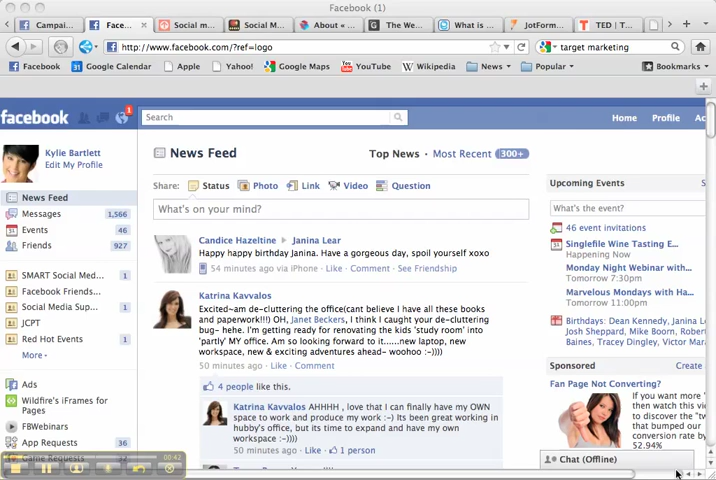 Facebook (1)
Campai...
Face...
Social m...
Social M...
About « ...
The We...
What is ...
JotForm...
TED | T...
http://www.facebook.com/?ref=logo
target marketing
Facebook
Google Calendar
Apple
Yahoo!
Google Maps
YouTube
Wikipedia
News
Popular
Bookmarks
facebook
1
Search
Home
Profile
Ac
Kylie Bartlett
Edit My Profile
News Feed
Messages 1,566
Events 46
Friends 927
SMART Social Med... 1
Facebook Friends...
Social Media Sup... 1
JCPT
Red Hot Events 1
More
Ads
Wildfire's iFrames for
Pages
FBWebinars
App Requests 36
Game Requests
00:42
News Feed
Top News · Most Recent 300+
Share: Status Photo Link Video Question
What's on your mind?
Candice Hazeltine Janina Lear
Happy happy birthday Janina. Have a gorgeous day, spoil yourself xoxo
54 minutes ago via iPhone · Like · Comment · See Friendship
Katrina Kavvalos
Excited~am de-cluttering the office(cant believe I have all these books
and paperwork!!!) OH, Janet Beckers, I think I caught your de-cluttering
bug- hehe. I'm getting ready for renovating the kids 'study room' into
'partly' MY office. Am so looking forward to it......new laptop, new
workspace, new & exciting adventures ahead- woohoo :-))))
50 minutes ago · Like · Comment
4 people like this.
Katrina Kavvalos AHHHH , love that I can finally have my OWN
space to work and produce my work :-) Its been great working in
hubby's office, but its time to expand and have my own
workspace :-))))
50 minutes ago · Like · 1 person
Upcoming Events
S
What's the event?
46 event invitations
Singlefile Wine Tasting E...
Happening Now
Monday Night Webinar with...
Tomorrow 7:30pm
Marvelous Modays with Ha...
Tomorrow 11:00pm
Birthdays: Dean Kennedy, Janina L
Josh Sheppard, Mike Boorn, Robert
Baines, Tracey Dingley, Victor Mar
Sponsored
Create
Fan Page Not Converting?
If you want more '
then watch this v
to discover the "t
that bumped our
conversion rate b
52.94%
Chat (Offline)